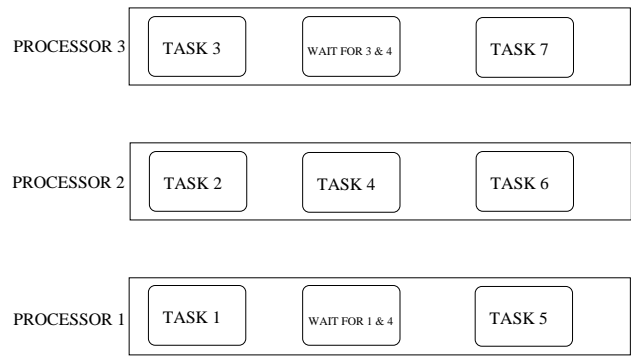 PROCESSOR 3 TASK 3 WAIT FOR 3 & 4 TASK 7
PROCESSOR 2 TASK 2 TASK 4 TASK 6
PROCESSOR 1 TASK 1 WAIT FOR 1 & 4 TASK 5